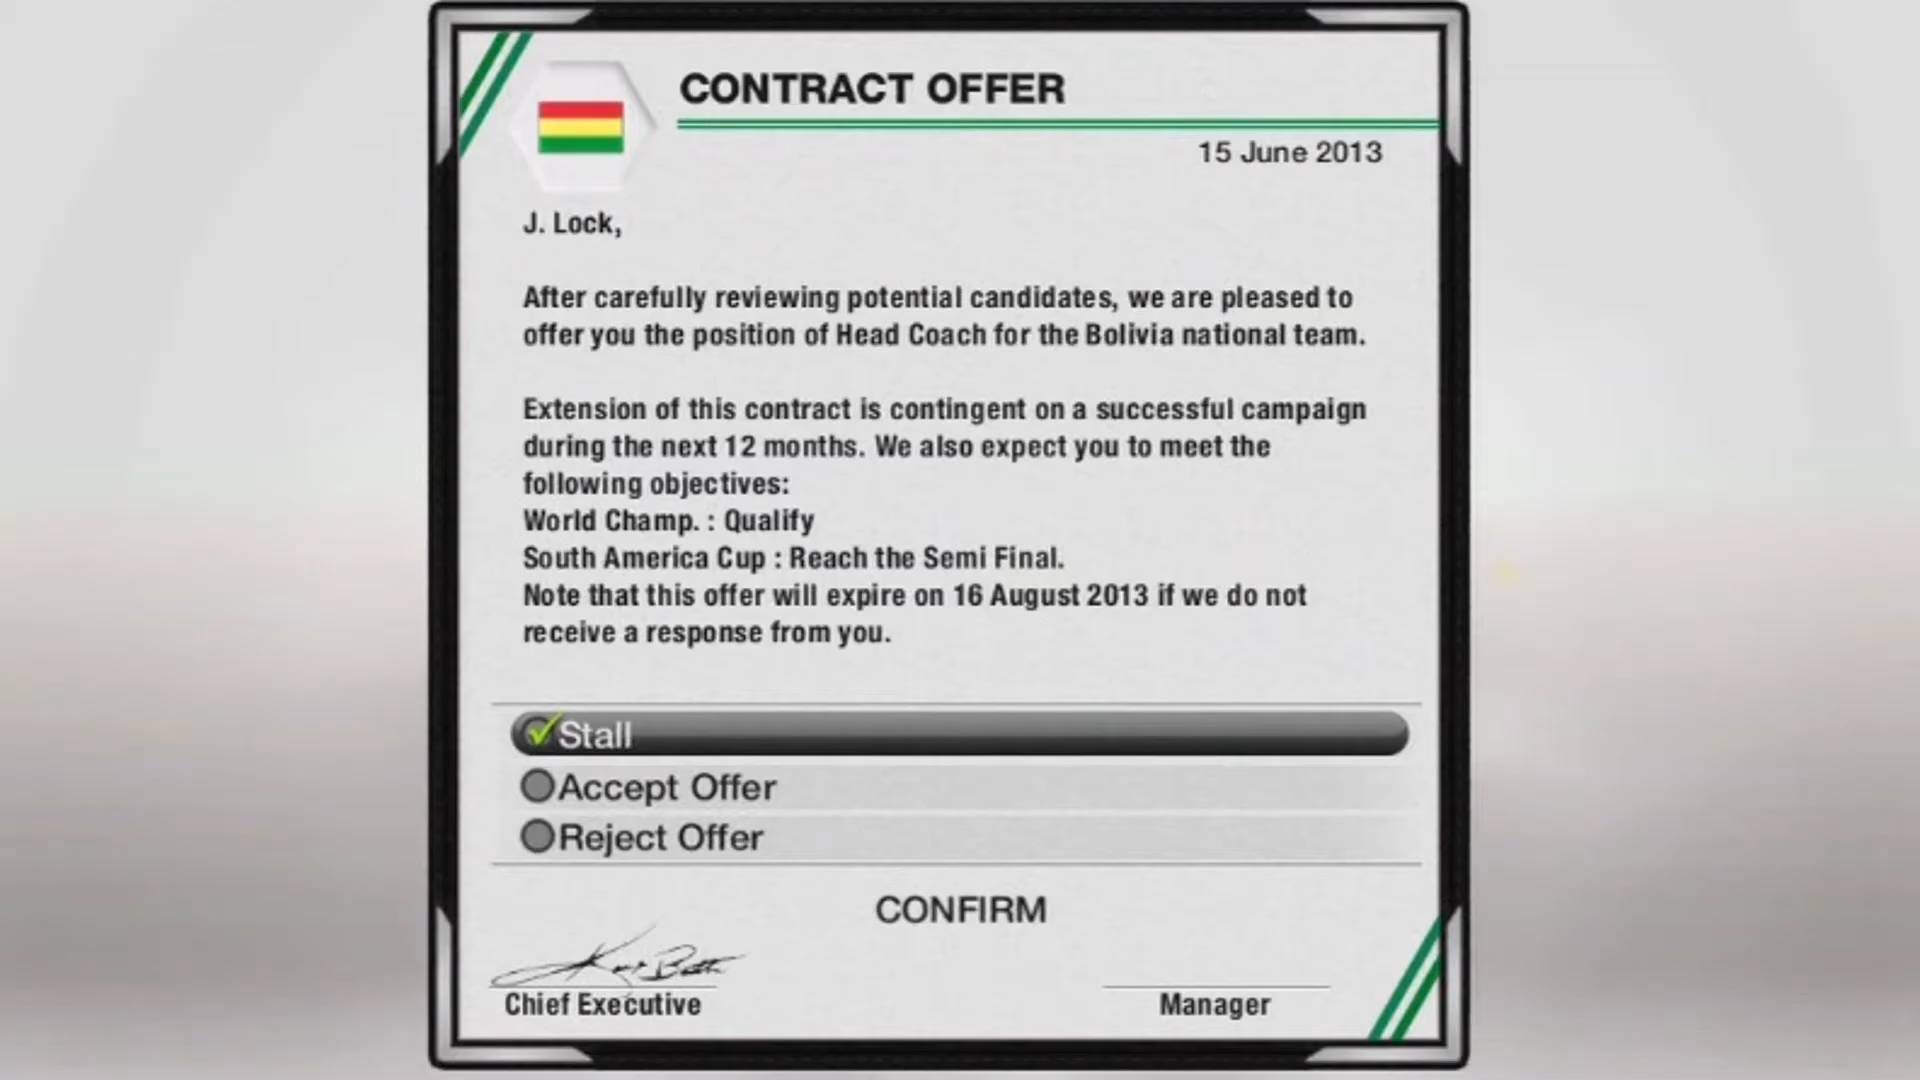 CONTRACT OFFER
15 June 2013
J. Lock,
After carefully reviewing potential candidates, we are pleased to
offer you the position of Head Coach for the Bolivia national team.
Extension of this contract is contingent on a successful campaign
during the next 12 months. We also expect you to meet the
following objectives:
World Champ. : Qualify
South America Cup : Reach the Semi Final.
Note that this offer will expire on 16 August 2013 if we do not
receive a response from you.
Stall
Accept Offer
Reject Offer
CONFIRM
Chief Executive
Manager